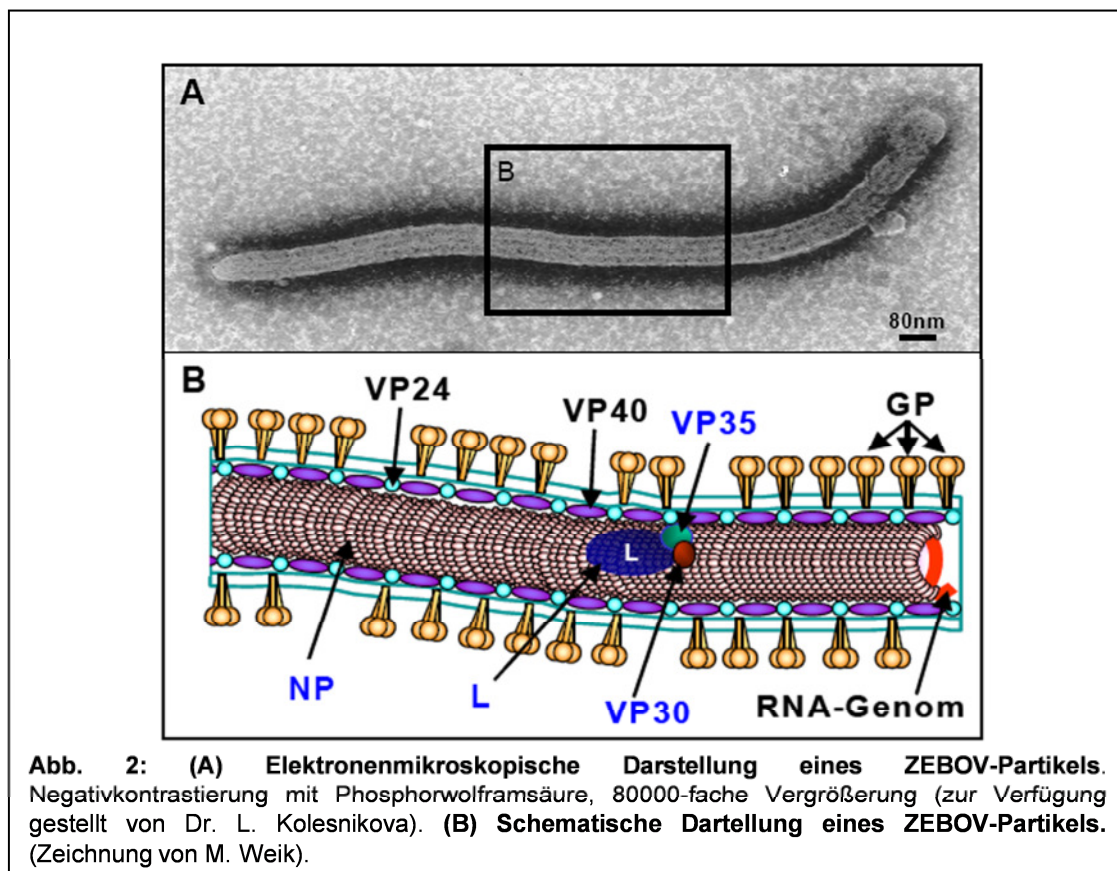 A
B
80nm
B
VP24
VP40
VP35
GP
L
NP
L
VP30
RNA-Genom
Abb. 2: (A) Elektronenmikroskopische Darstellung eines ZEBOV-Partikels.
Negativkontrastierung mit Phosphorwolframsäure, 80000-fache Vergrößerung (zur Verfügung
gestellt von Dr. L. Kolesnikova). (B) Schematische Dartellung eines ZEBOV-Partikels.
(Zeichnung von M. Weik).